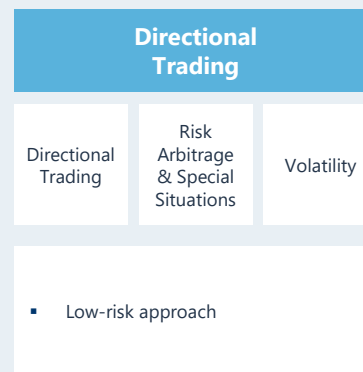 Directional
Trading
Directional
Trading
Risk
Arbitrage
& Special
Situations
Volatility
▪ Low-risk approach